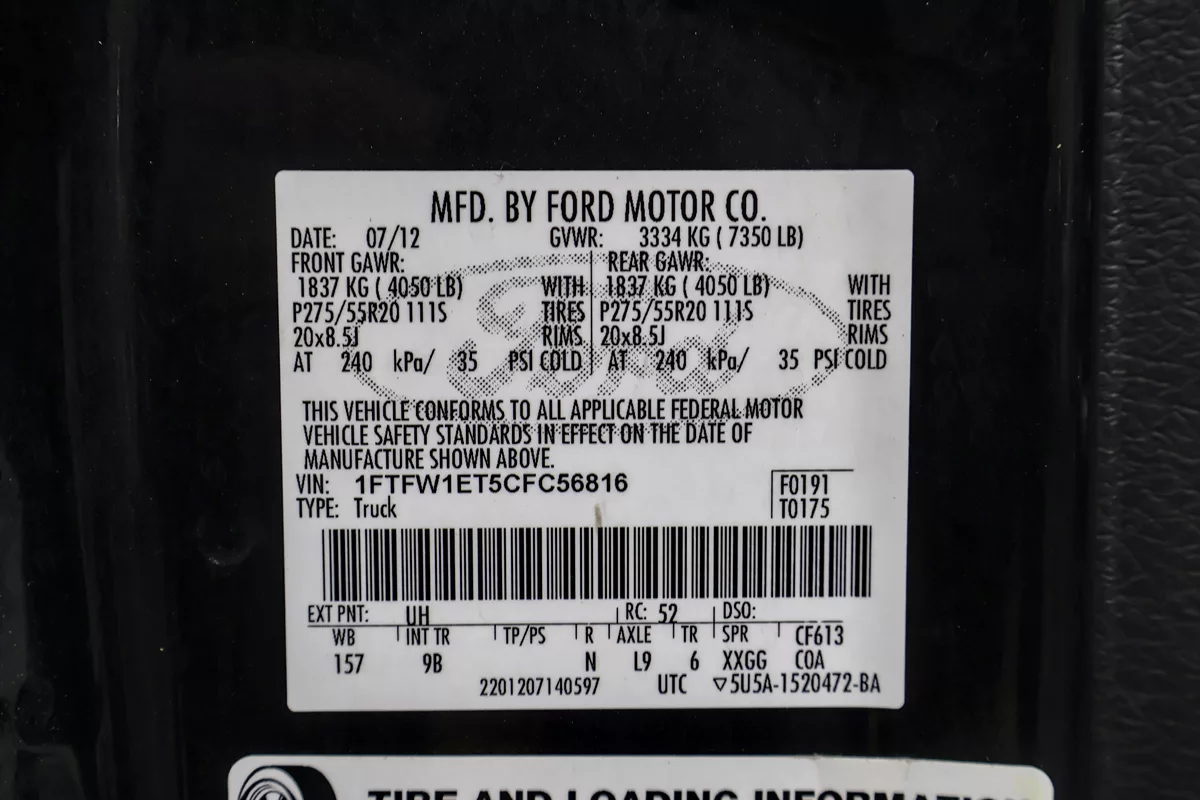 MFD. BY FORD MOTOR CO.
DATE: 07/12 GVWR: 3334 KG ( 7350 LB)
FRONT GAWR: REAR GAWR:
1837 KG ( 4050 LB) WITH 1837 KG ( 4050 LB) WITH
P275/55R20 111S TIRES P275/55R20 111S TIRES
20x8.5J RIMS 20x8.5J RIMS
AT 240 kPa/ 35 PSI COLD AT 240 kPa/ 35 PSI COLD
Ford
THIS VEHICLE CONFORMS TO ALL APPLICABLE FEDERAL MOTOR
VEHICLE SAFETY STANDARDS IN EFFECT ON THE DATE OF
MANUFACTURE SHOWN ABOVE.
VIN: 1FTFW1ET5CFC56816 F0191
TYPE: Truck T0175
EXT PNT: UH RC: 52 DSO:
WB INT TR TP/PS R AXLE TR SPR CF613
157 9B N L9 6 XXGG COA
2201207140597 UTC ▽5U5A-1520472-BA
TIRE AND LOADING INFORMATION